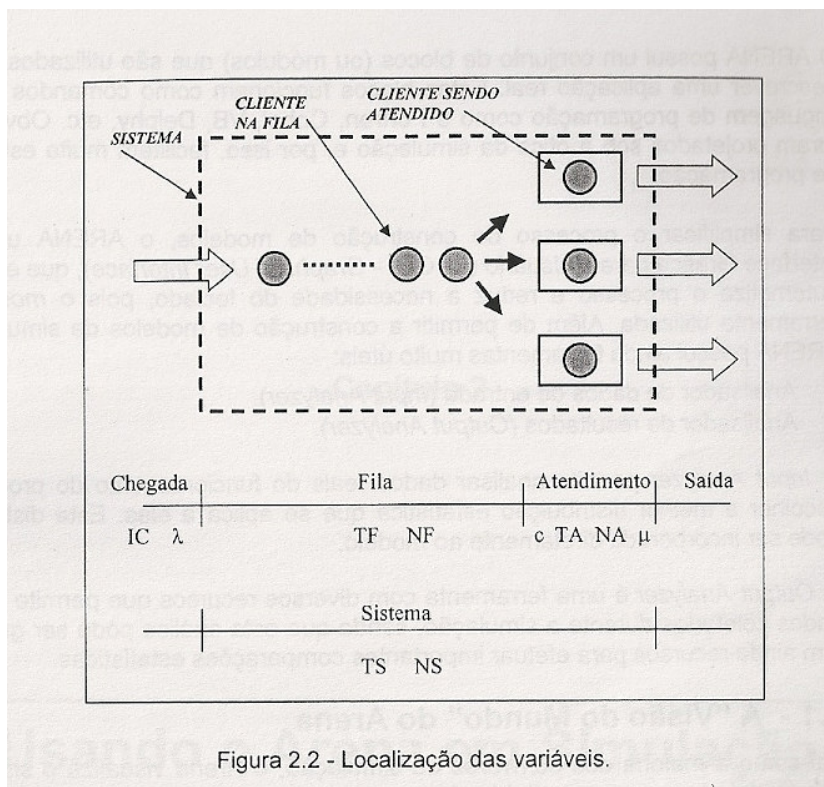 SISTEMA
CLIENTE
NA FILA
CLIENTE SENDO
ATENDIDO
Chegada Fila Atendimento Saída
IC λ TF NF c TA NA μ
Sistema
TS NS
Figura 2.2 - Localização das variáveis.